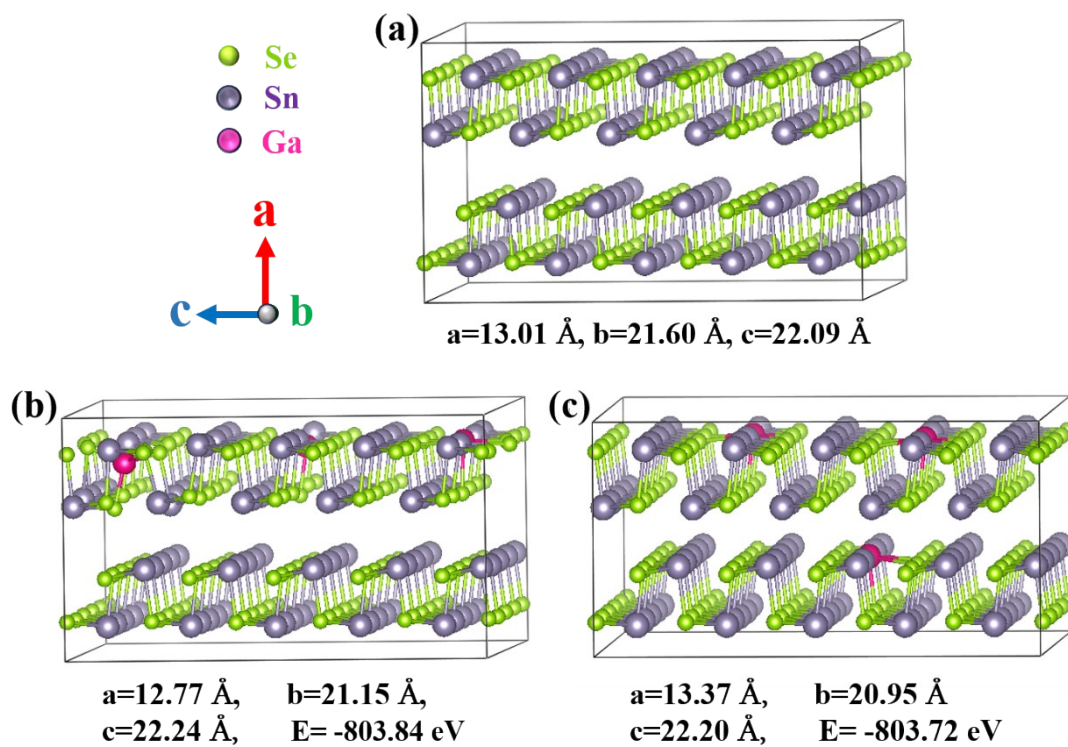 (a)
Se
Sn
Ga
a
c
b
a=13.01 Å, b=21.60 Å, c=22.09 Å
(b)
(c)
a=12.77 Å, b=21.15 Å,
c=22.24 Å, E= -803.84 eV
a=13.37 Å, b=20.95 Å
c=22.20 Å, E= -803.72 eV